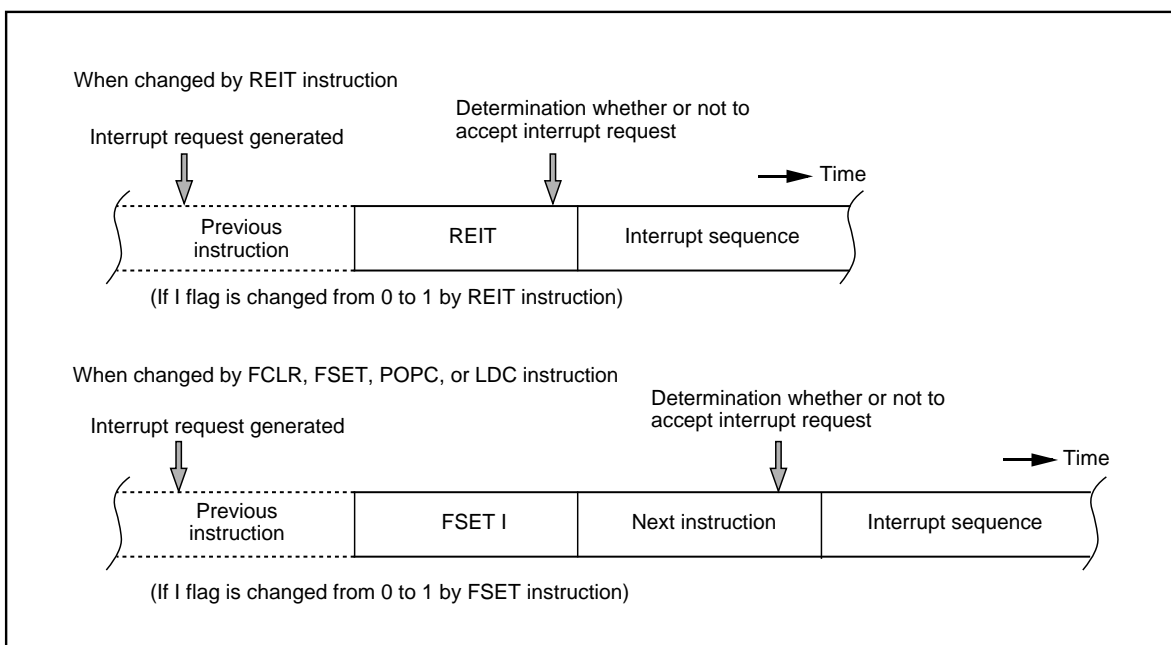 When changed by REIT instruction
Determination whether or not to
accept interrupt request
Interrupt request generated
Time
Previous
instruction
REIT
Interrupt sequence
(If I flag is changed from 0 to 1 by REIT instruction)
When changed by FCLR, FSET, POPC, or LDC instruction
Determination whether or not to
accept interrupt request
Interrupt request generated
Time
Previous
instruction
FSET I
Next instruction
Interrupt sequence
(If I flag is changed from 0 to 1 by FSET instruction)